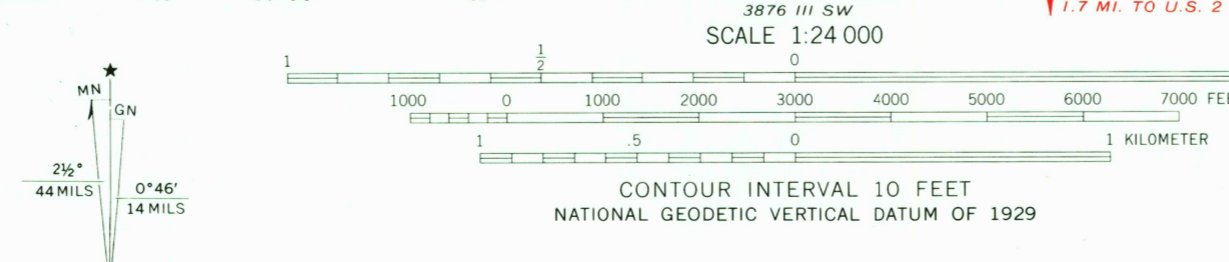 3876 III SW
1.7 MI. TO U.S. 2
SCALE 1:24 000
1 1/2 0
1000 0 1000 2000 3000 4000 5000 6000 7000 FEE
1 .5 0 1 KILOMETER
CONTOUR INTERVAL 10 FEET
NATIONAL GEODETIC VERTICAL DATUM OF 1929
★
MN
GN
2½°
44 MILS
0°46′
14 MILS